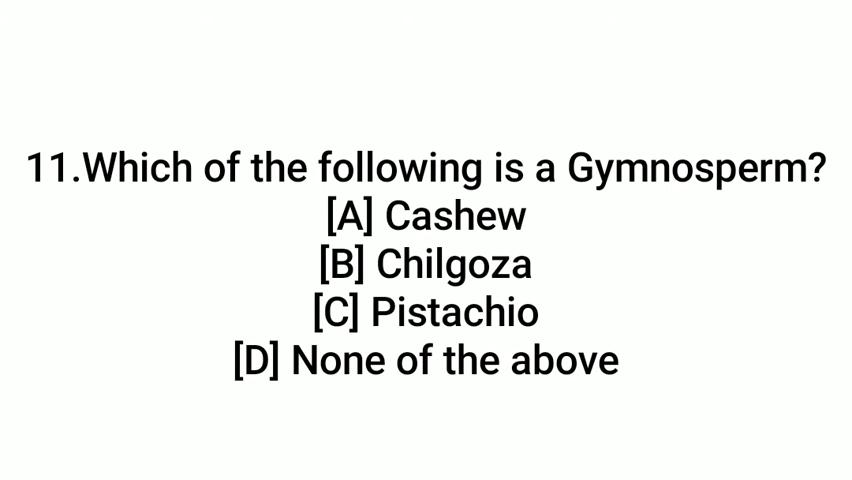 11.Which of the following is a Gymnosperm?
[A] Cashew
[B] Chilgoza
[C] Pistachio
[D] None of the above